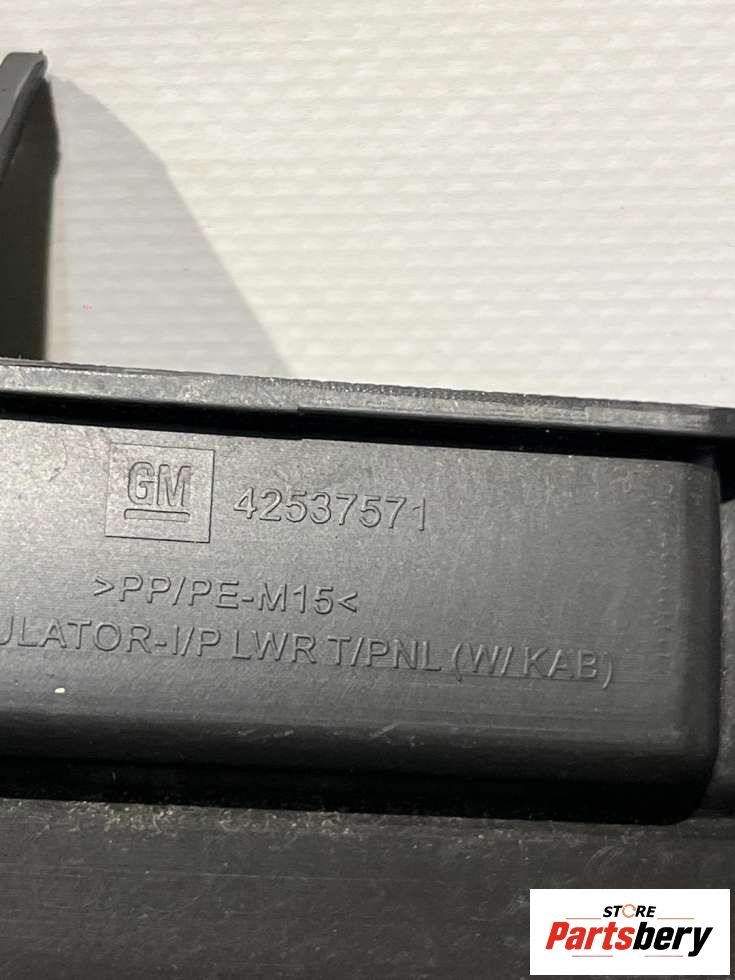 GM 42537571
>PP/PE-M15<
ULATOR-I/P LWR T/PNL (W/ KAB)
STORE
Partsbery